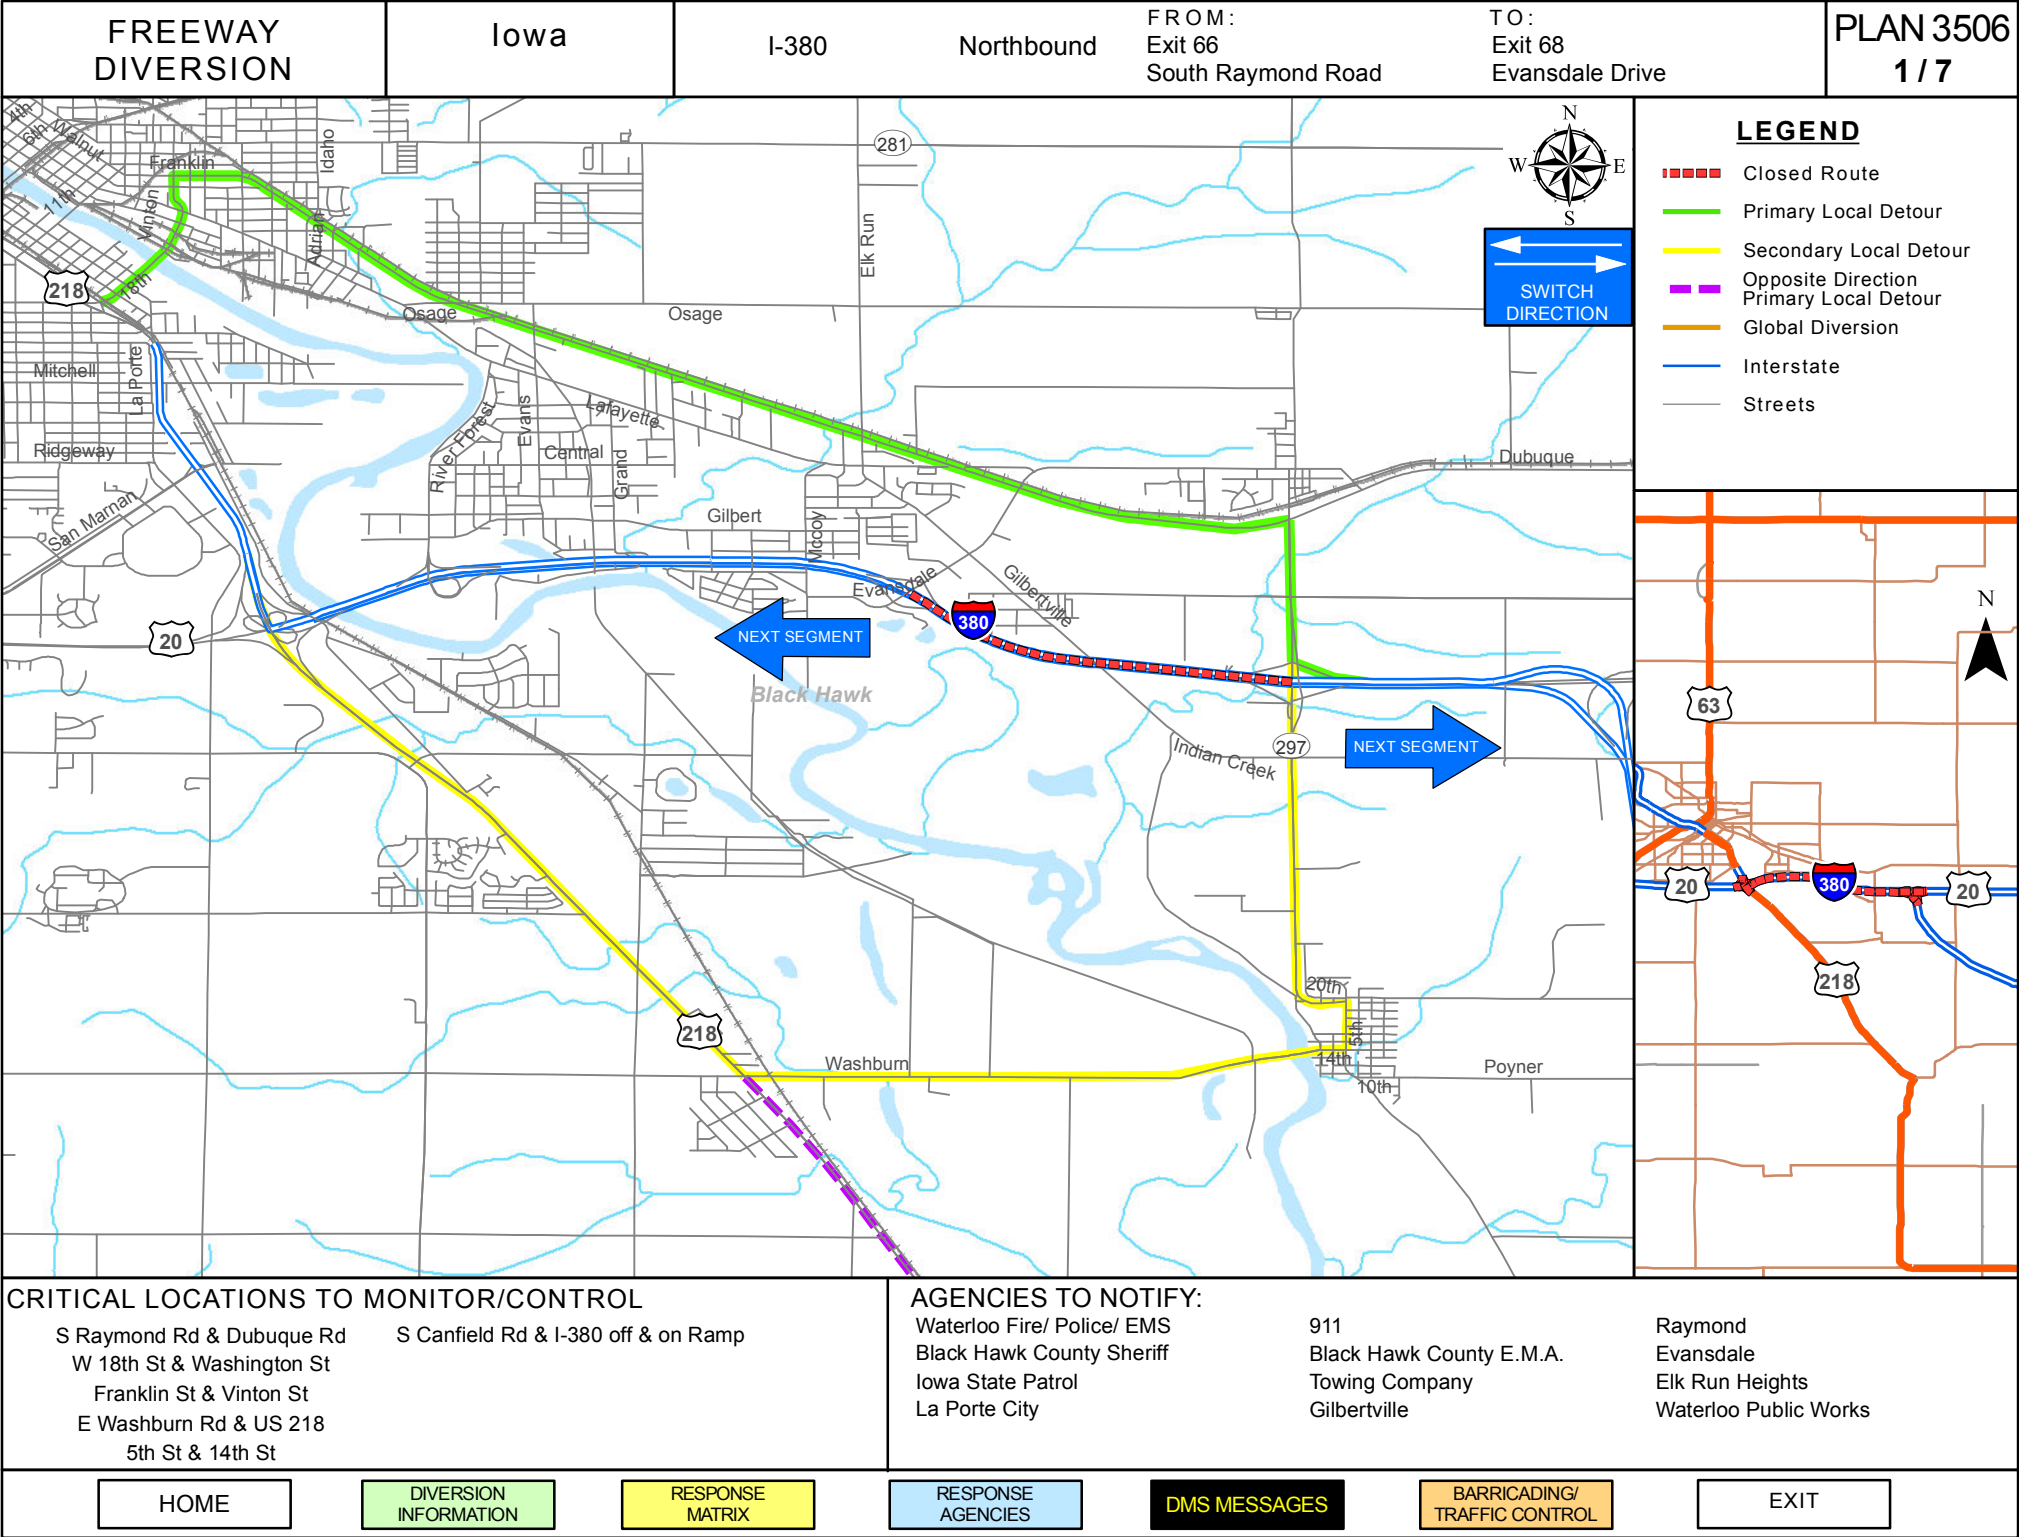 FREEWAY
DIVERSION
Iowa
I-380
Northbound
FROM:
Exit 66
South Raymond Road
TO:
Exit 68
Evansdale Drive
PLAN 3506
1 / 7
4th
6th
Walnut
Franklin
Idaho
281
11th
Vinton
Adrian
Elk Run
218
18th
Osage
Osage
Mitchell
La Porte
Ridgeway
San Marnan
River Forest
Evans
Lafayette
Central
Grand
Dubuque
Gilbert
Mccoy
Evansdale
Gilbertville
380
20
NEXT SEGMENT
Black Hawk
297
NEXT SEGMENT
Indian Creek
20th
5th
218
Washburn
14th
10th
Poyner
N
W
E
S
SWITCH
DIRECTION
LEGEND
Closed Route
Primary Local Detour
Secondary Local Detour
Opposite Direction
Primary Local Detour
Global Diversion
Interstate
Streets
N
63
20
380
20
218
CRITICAL LOCATIONS TO MONITOR/CONTROL
S Raymond Rd & Dubuque Rd
W 18th St & Washington St
Franklin St & Vinton St
E Washburn Rd & US 218
5th St & 14th St
S Canfield Rd & I-380 off & on Ramp
AGENCIES TO NOTIFY:
Waterloo Fire/ Police/ EMS
Black Hawk County Sheriff
Iowa State Patrol
La Porte City
911
Black Hawk County E.M.A.
Towing Company
Gilbertville
Raymond
Evansdale
Elk Run Heights
Waterloo Public Works
HOME
DIVERSION
INFORMATION
RESPONSE
MATRIX
RESPONSE
AGENCIES
DMS MESSAGES
BARRICADING/
TRAFFIC CONTROL
EXIT